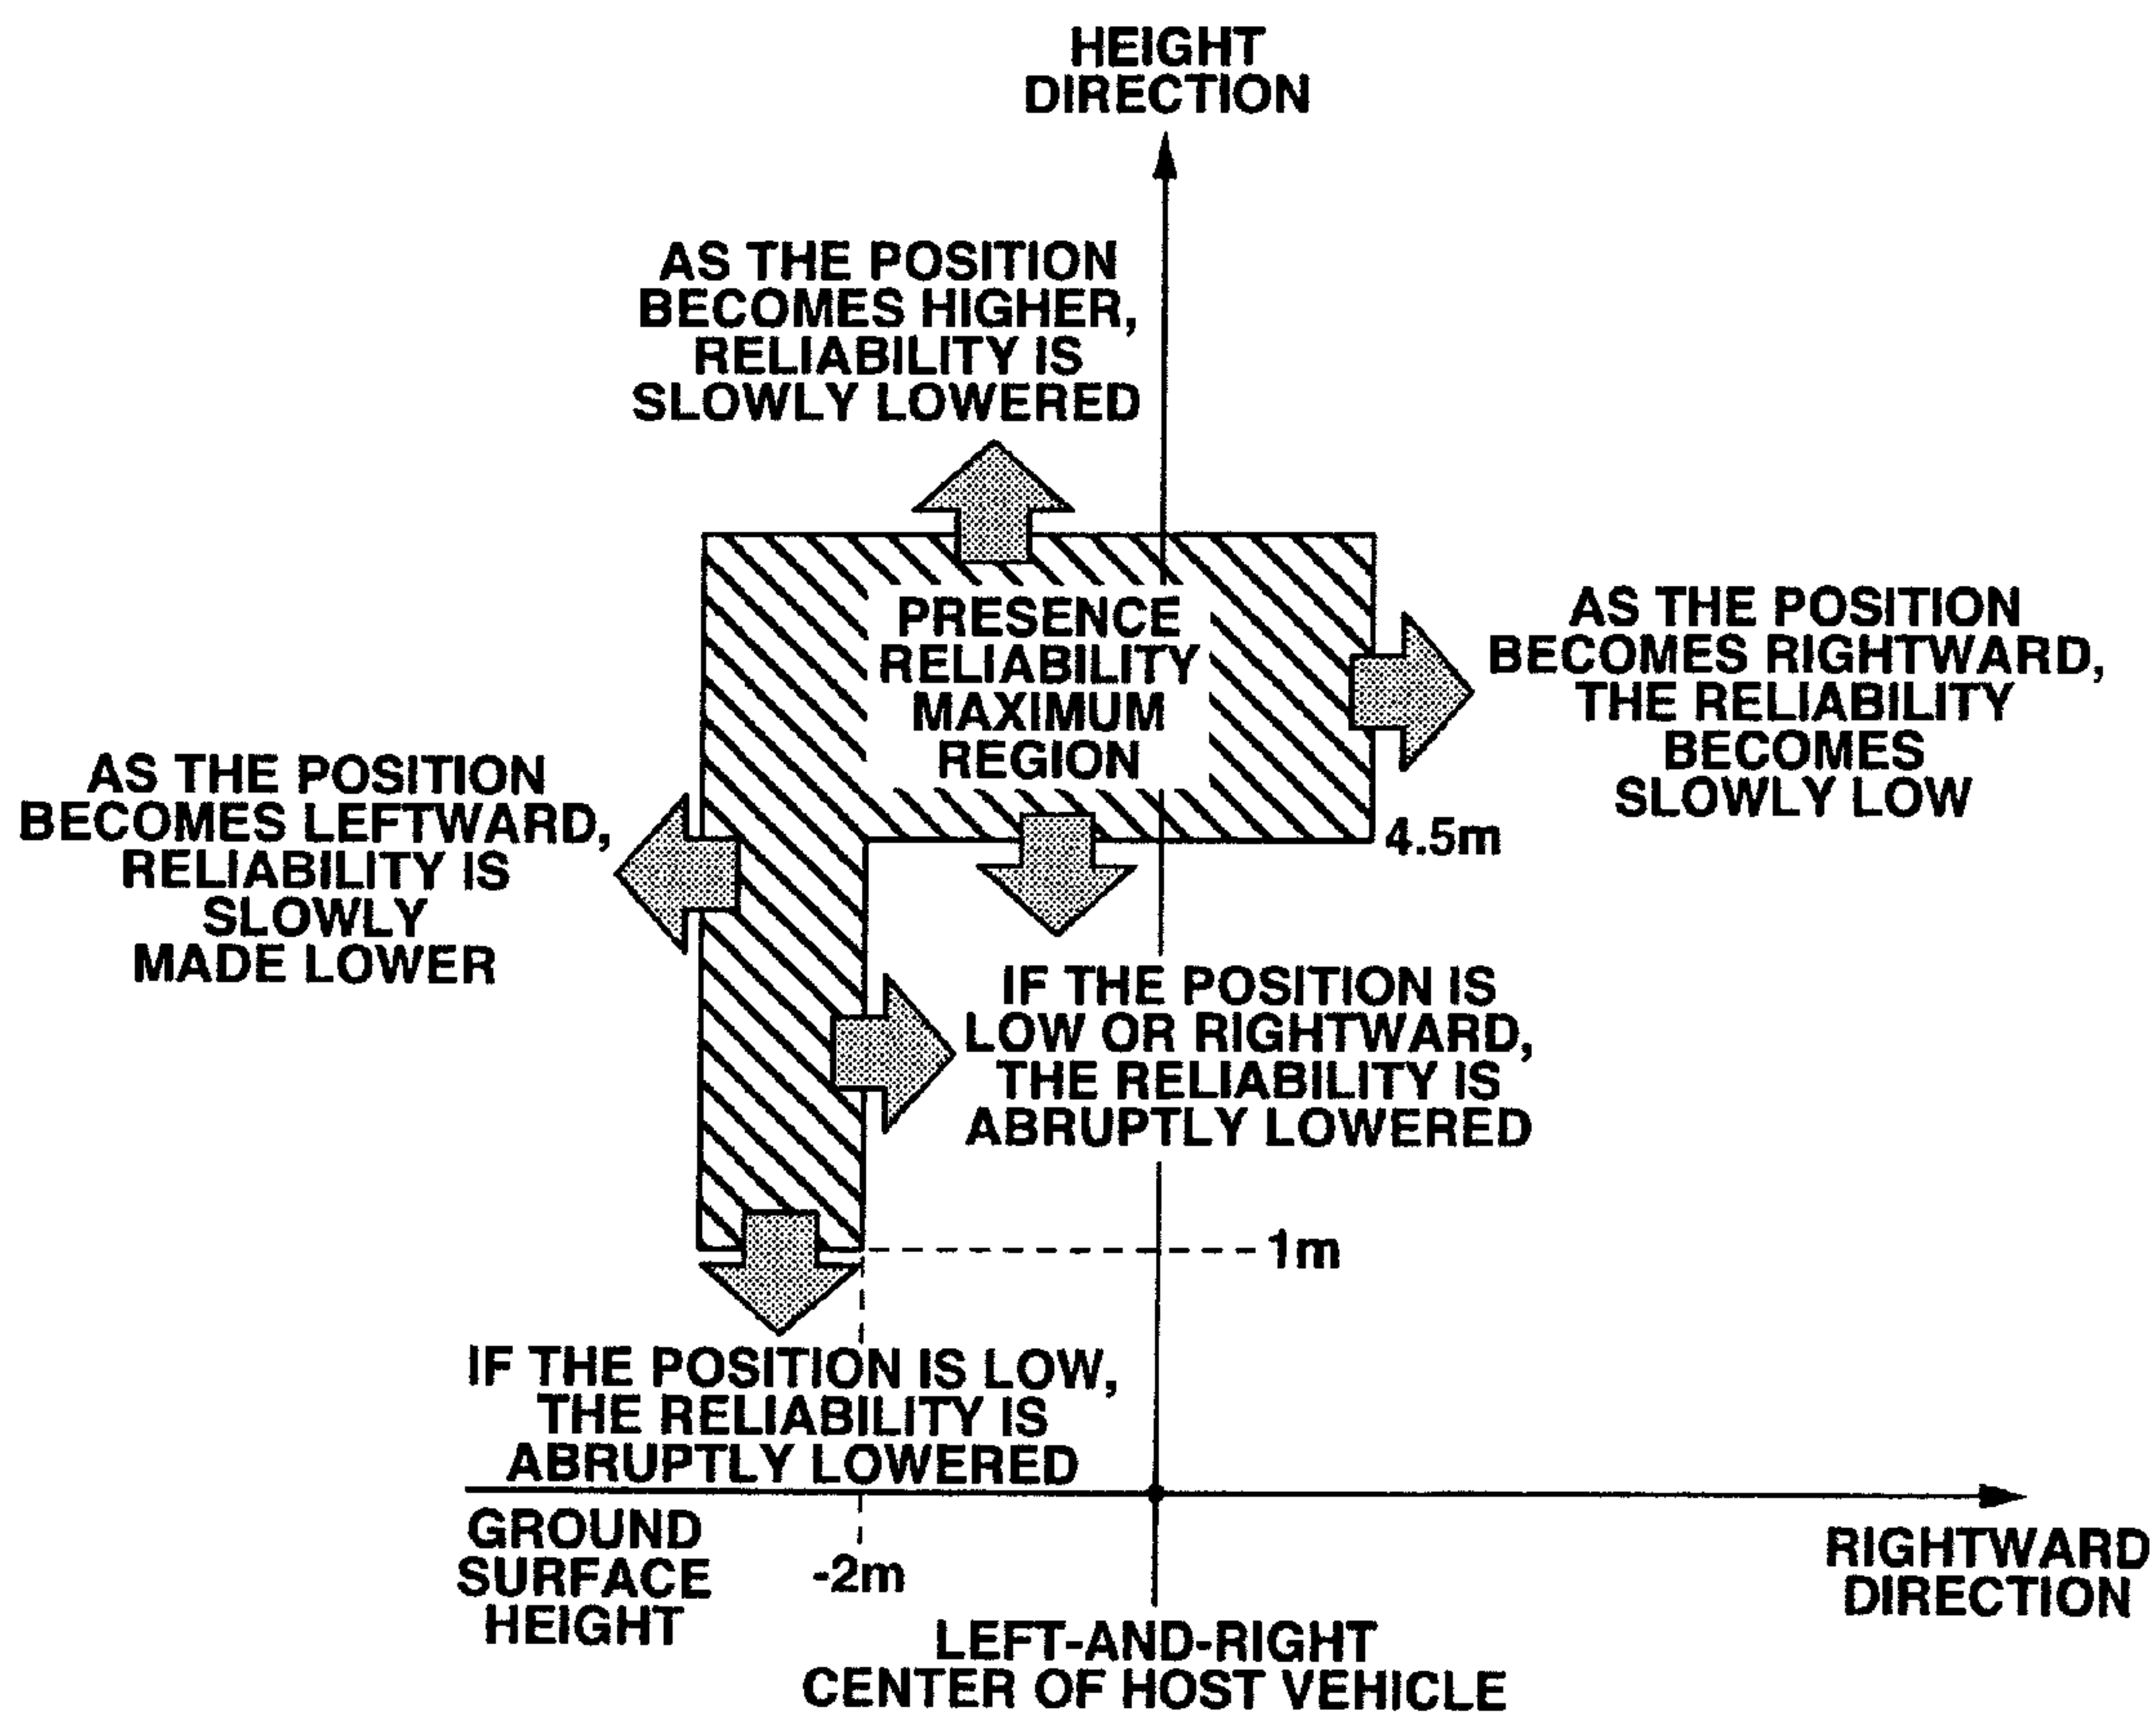 HEIGHT
DIRECTION
AS THE POSITION
BECOMES HIGHER,
RELIABILITY IS
SLOWLY LOWERED
PRESENCE
RELIABILITY
MAXIMUM
REGION
AS THE POSITION
BECOMES RIGHTWARD,
THE RELIABILITY
BECOMES
SLOWLY LOW
AS THE POSITION
BECOMES LEFTWARD,
RELIABILITY IS
SLOWLY
MADE LOWER
4.5m
IF THE POSITION IS
LOW OR RIGHTWARD,
THE RELIABILITY IS
ABRUPTLY LOWERED
1m
IF THE POSITION IS LOW,
THE RELIABILITY IS
ABRUPTLY LOWERED
GROUND
SURFACE
HEIGHT
-2m
RIGHTWARD
DIRECTION
LEFT-AND-RIGHT
CENTER OF HOST VEHICLE